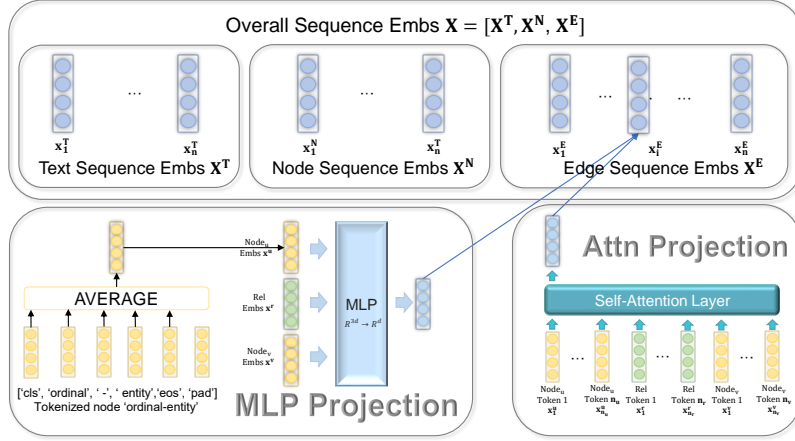 Overall Sequence Embs X = [X^T, X^N, X^E]
... ... ... ...
x_1^T x_n^T x_1^N x_n^T x_1^E x_i^E x_n^E
Text Sequence Embs X^T
Node Sequence Embs X^N
Edge Sequence Embs X^E
AVERAGE
['cls', 'ordinal', ' -', ' entity','eos', 'pad']
Tokenized node 'ordinal-entity'
Node_u
Embs x^u
Rel
Embs x^r
Node_v
Embs x^v
MLP
R^{3d} → R^d
MLP Projection
Attn Projection
Self-Attention Layer
... ... ...
Node_u Node_u Rel Rel Node_v Node_v
Token 1 Token n_u Token 1 Token n_r Token 1 Token n_v
x_1^u x_{n_u}^u x_1^r x_{n_r}^r x_1^v x_{n_v}^v